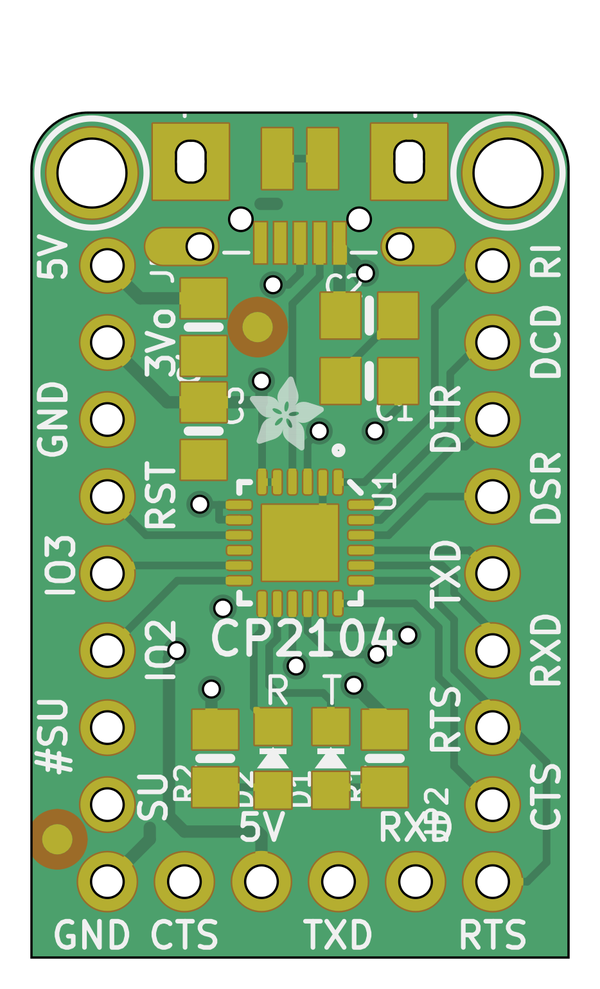 5V
RI
C2
3Vo
DCD
GND
C3
C1
DTR
RST
U1
DSR
IO3
TXD
CP2104
IO2
RXD
R T
#SU
RTS
SU
R2
D2
D1
R1
CTS
5V
RXD
GND CTS TXD RTS